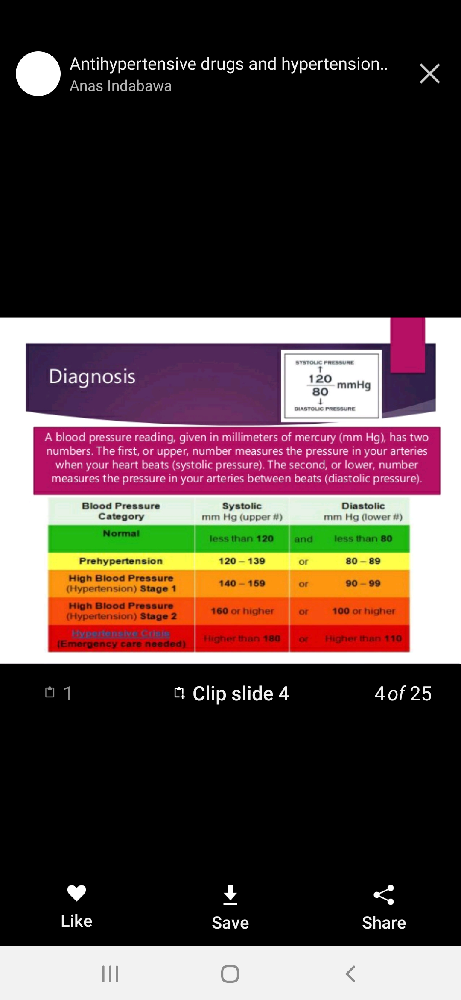 Antihypertensive drugs and hypertension..
Anas Indabawa
Diagnosis
SYSTOLIC PRESSURE
120
80
mmHg
DIASTOLIC PRESSURE
A blood pressure reading, given in millimeters of mercury (mm Hg), has two
numbers. The first, or upper, number measures the pressure in your arteries
when your heart beats (systolic pressure). The second, or lower, number
measures the pressure in your arteries between beats (diastolic pressure).
Blood Pressure Category Systolic mm Hg (upper #) Diastolic mm Hg (lower #)
Normal less than 120 and less than 80
Prehypertension 120 – 139 or 80 – 89
High Blood Pressure (Hypertension) Stage 1 140 – 159 or 90 – 99
High Blood Pressure (Hypertension) Stage 2 160 or higher or 100 or higher
Hypertensive Crisis (Emergency care needed) Higher than 180 or Higher than 110
1 Clip slide 4 4 of 25
Like Save Share